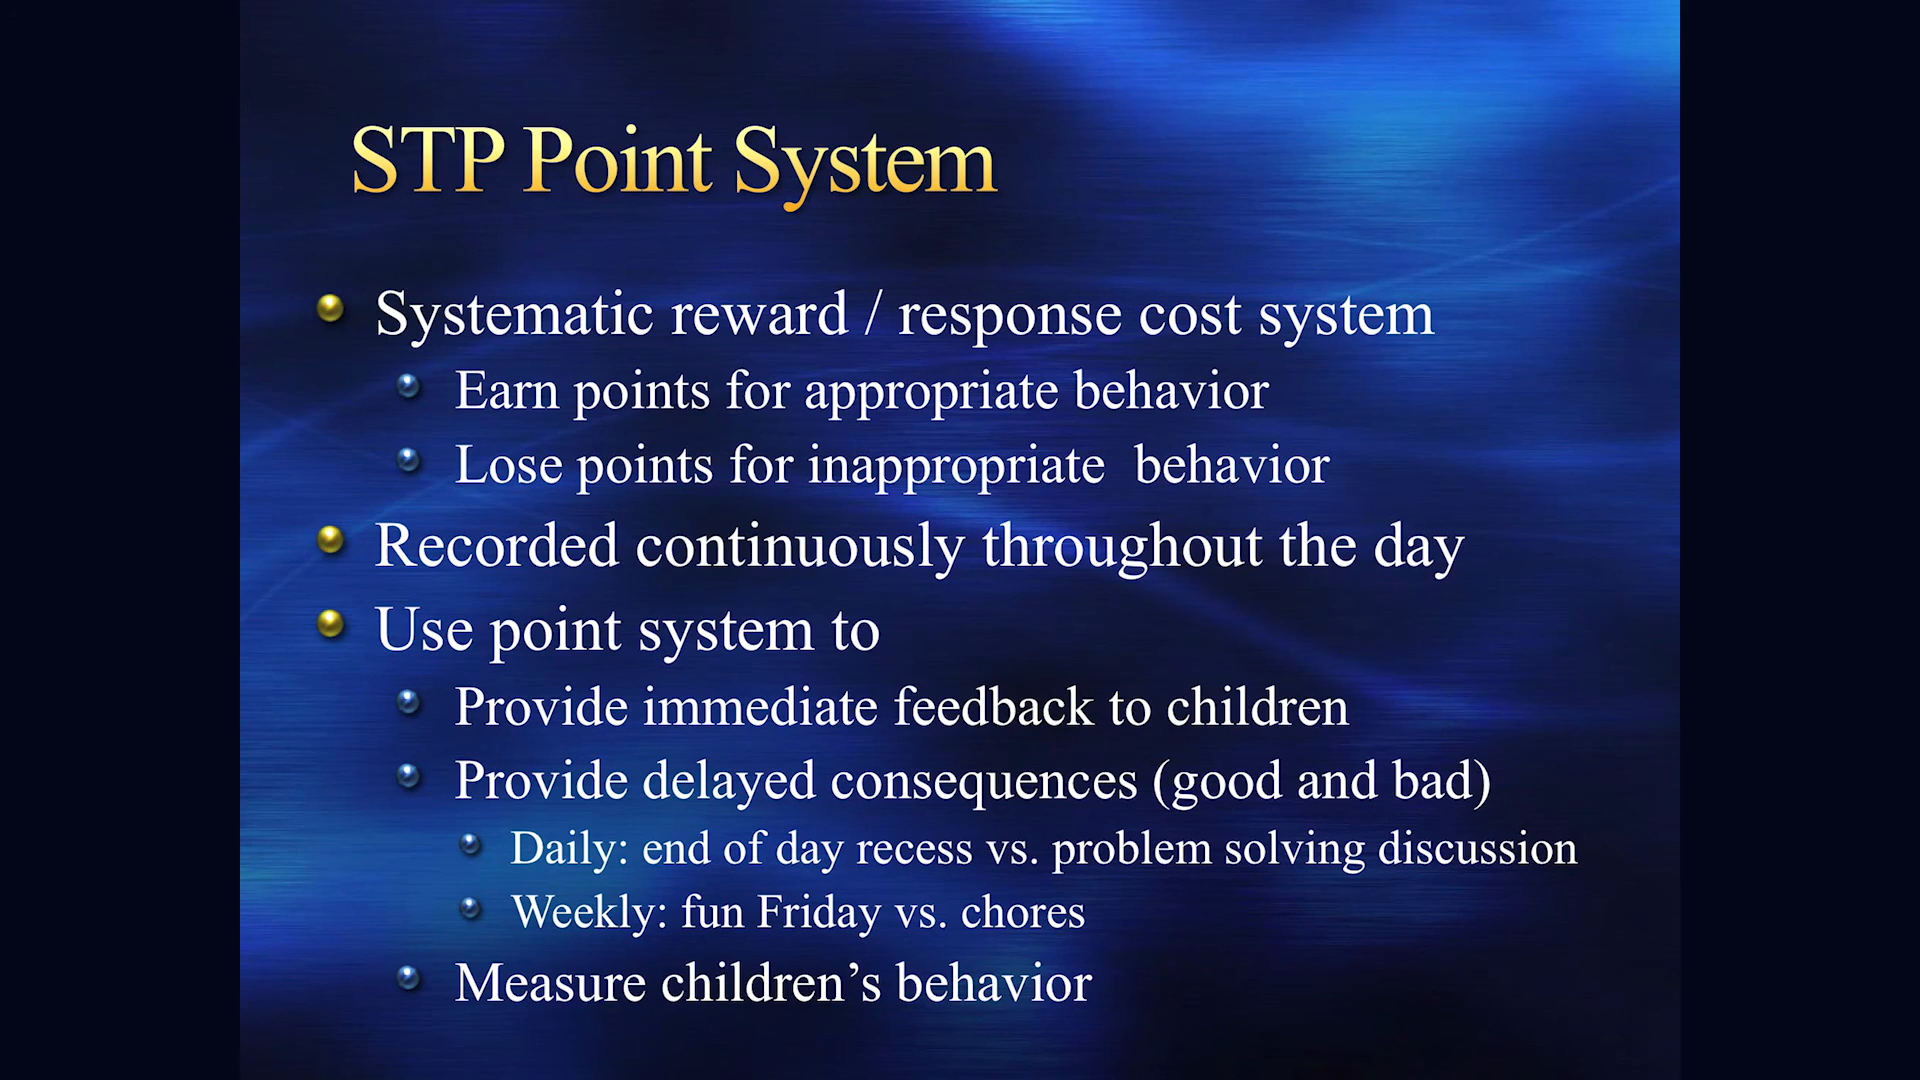 STP Point System
Systematic reward / response cost system
Earn points for appropriate behavior
Lose points for inappropriate  behavior
Recorded continuously throughout the day
Use point system to
Provide immediate feedback to children
Provide delayed consequences (good and bad)
Daily: end of day recess vs. problem solving discussion
Weekly: fun Friday vs. chores
Measure children’s behavior